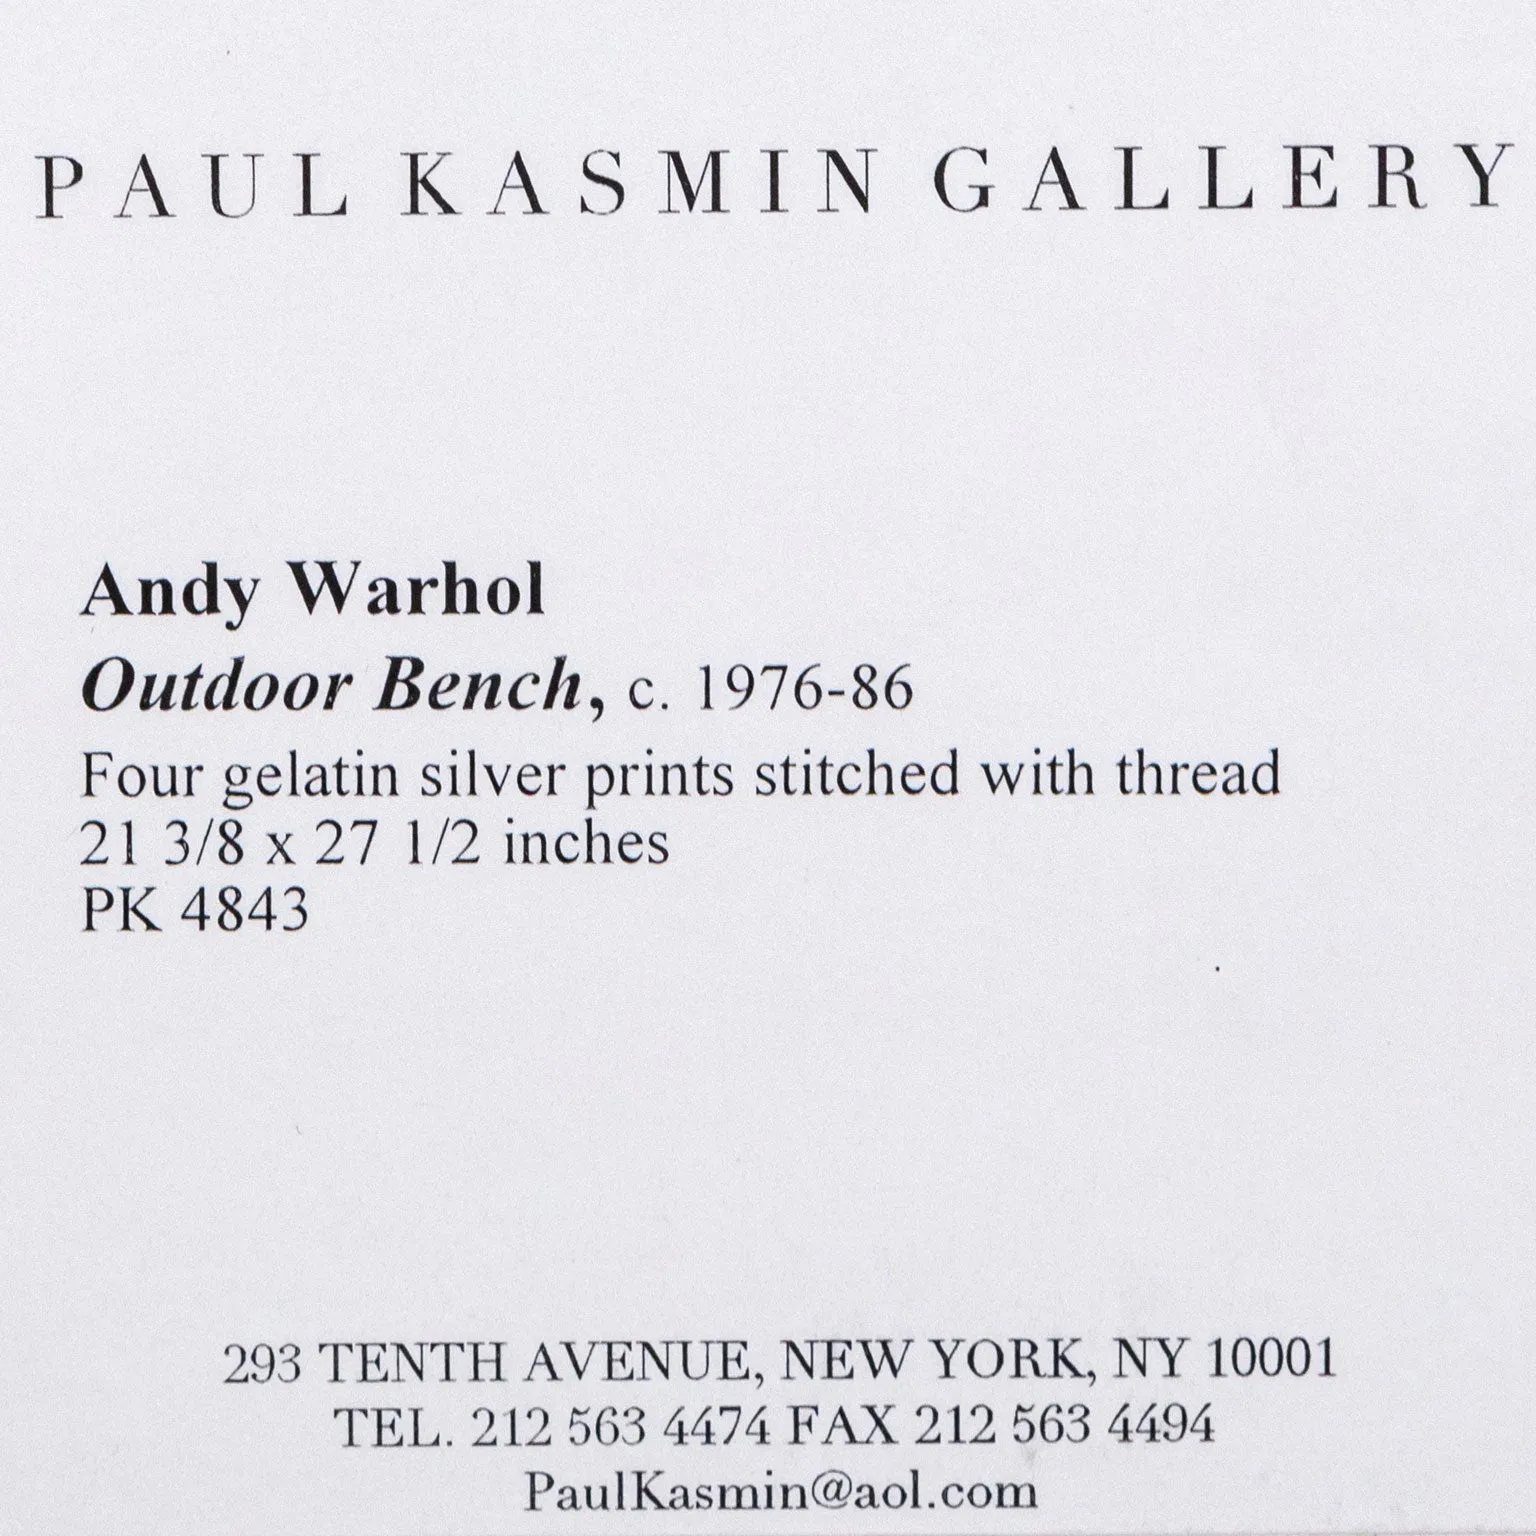 PAUL KASMIN GALLERY
Andy Warhol
Outdoor Bench, c. 1976-86
Four gelatin silver prints stitched with thread
21 3/8 x 27 1/2 inches
PK 4843
293 TENTH AVENUE, NEW YORK, NY 10001
TEL. 212 563 4474 FAX 212 563 4494
PaulKasmin@aol.com